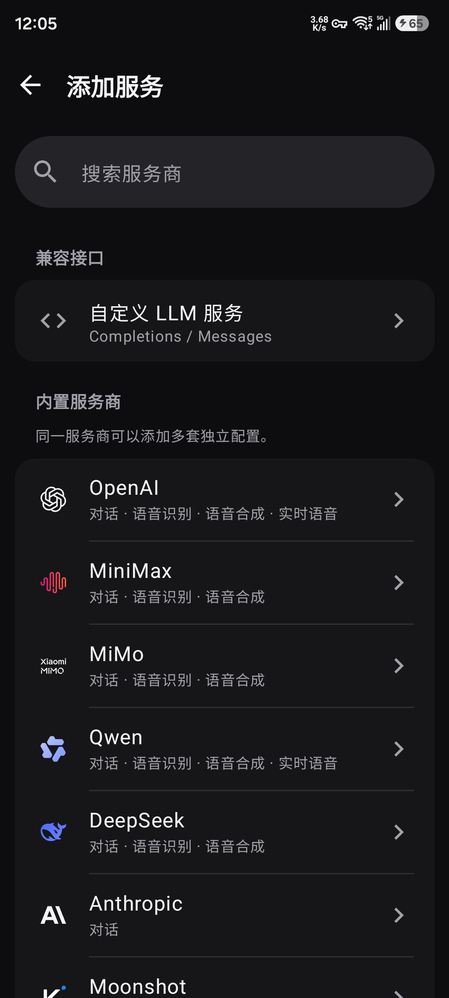 12:05
3.68
K/s
5
5G
65
添加服务
搜索服务商
兼容接口
自定义 LLM 服务
Completions / Messages
内置服务商
同一服务商可以添加多套独立配置。
OpenAI
对话 · 语音识别 · 语音合成 · 实时语音
MiniMax
对话 · 语音识别 · 语音合成
Xiaomi
MIMO
MiMo
对话 · 语音识别 · 语音合成
Qwen
对话 · 语音识别 · 语音合成 · 实时语音
DeepSeek
对话 · 语音识别 · 语音合成
Anthropic
对话
Moonshot